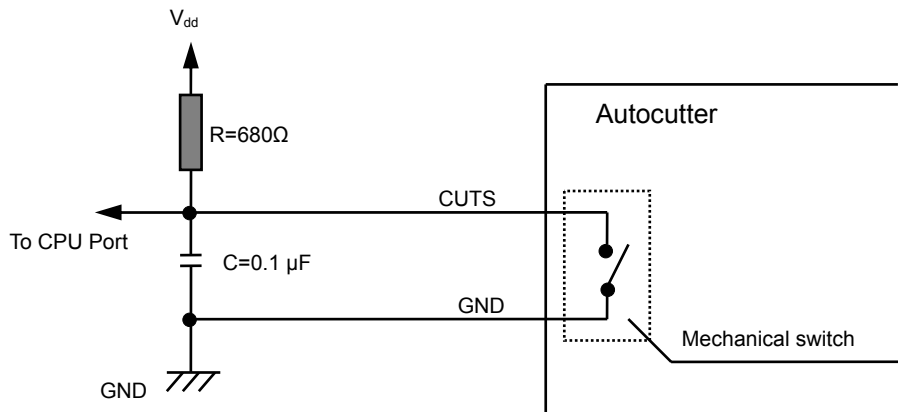 Vdd
Autocutter
R=680Ω
CUTS
To CPU Port
C=0.1 µF
GND
Mechanical switch
GND